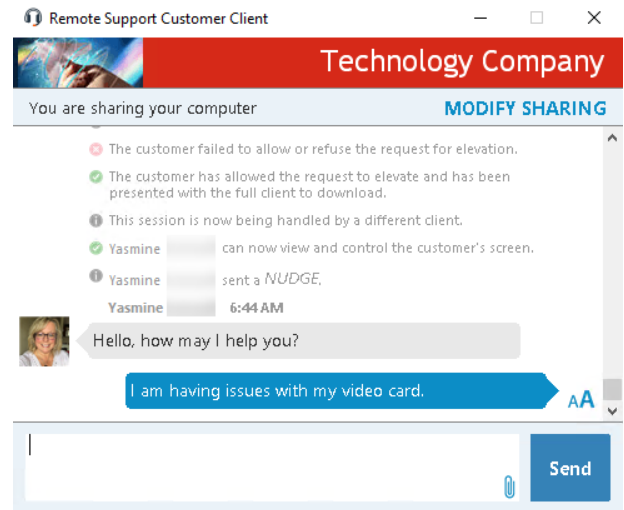 Remote Support Customer Client
Technology Company
You are sharing your computer
MODIFY SHARING
The customer failed to allow or refuse the request for elevation.
The customer has allowed the request to elevate and has been
presented with the full client to download.
This session is now being handled by a different client.
Yasmine can now view and control the customer's screen.
Yasmine sent a NUDGE.
Yasmine 6:44 AM
Hello, how may I help you?
I am having issues with my video card.
AA
Send